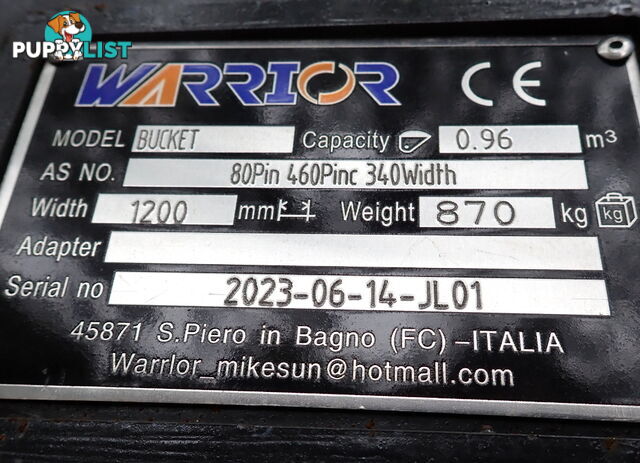 PUPPYLIST
WARRIOR CE
MODEL BUCKET Capacity 0.96 m3
AS NO. 80Pin 460Pinc 340Width
Width 1200 mm Weight 870 kg kg
Adapter
Serial no 2023-06-14-JL01
45871 S.Piero in Bagno (FC)-ITALIA
Warrlor_mikesun@hotmall.com